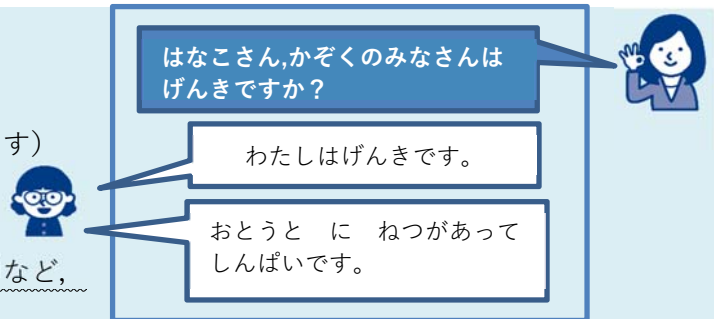 はなこさん,かぞくのみなさんは
げんきですか？
す）
わたしはげんきです。
おとうと　に　ねつがあって
しんぱいです。
など，